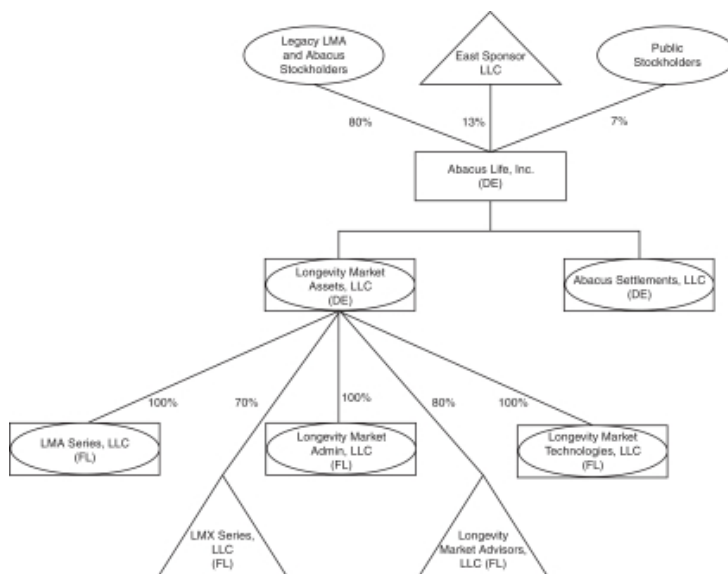 Legacy LMA
and Abacus
Stockholders
East Sponsor
LLC
Public
Stockholders
80%
13%
7%
Abacus Life, Inc.
(DE)
Longevity Market
Assets, LLC
(DE)
Abacus Settlements, LLC
(DE)
100%
70%
100%
80%
100%
LMA Series, LLC
(FL)
Longevity Market
Admin, LLC
(FL)
Longevity Market
Technologies, LLC
(FL)
LMX Series,
LLC
(FL)
Longevity
Market Advisors,
LLC (FL)